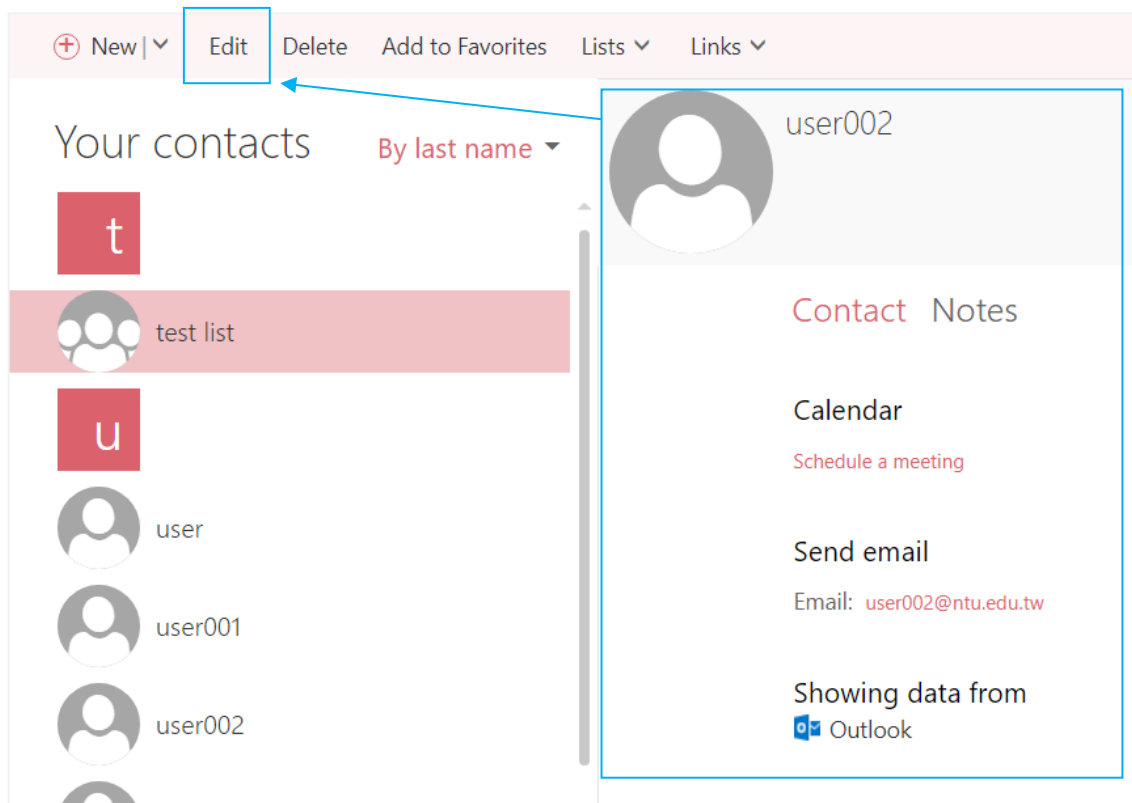 New | Edit Delete Add to Favorites Lists Links
Your contacts By last name
t
test list
u
user
user001
user002
user002
Contact Notes
Calendar
Schedule a meeting
Send email
Email: user002@ntu.edu.tw
Showing data from
Outlook